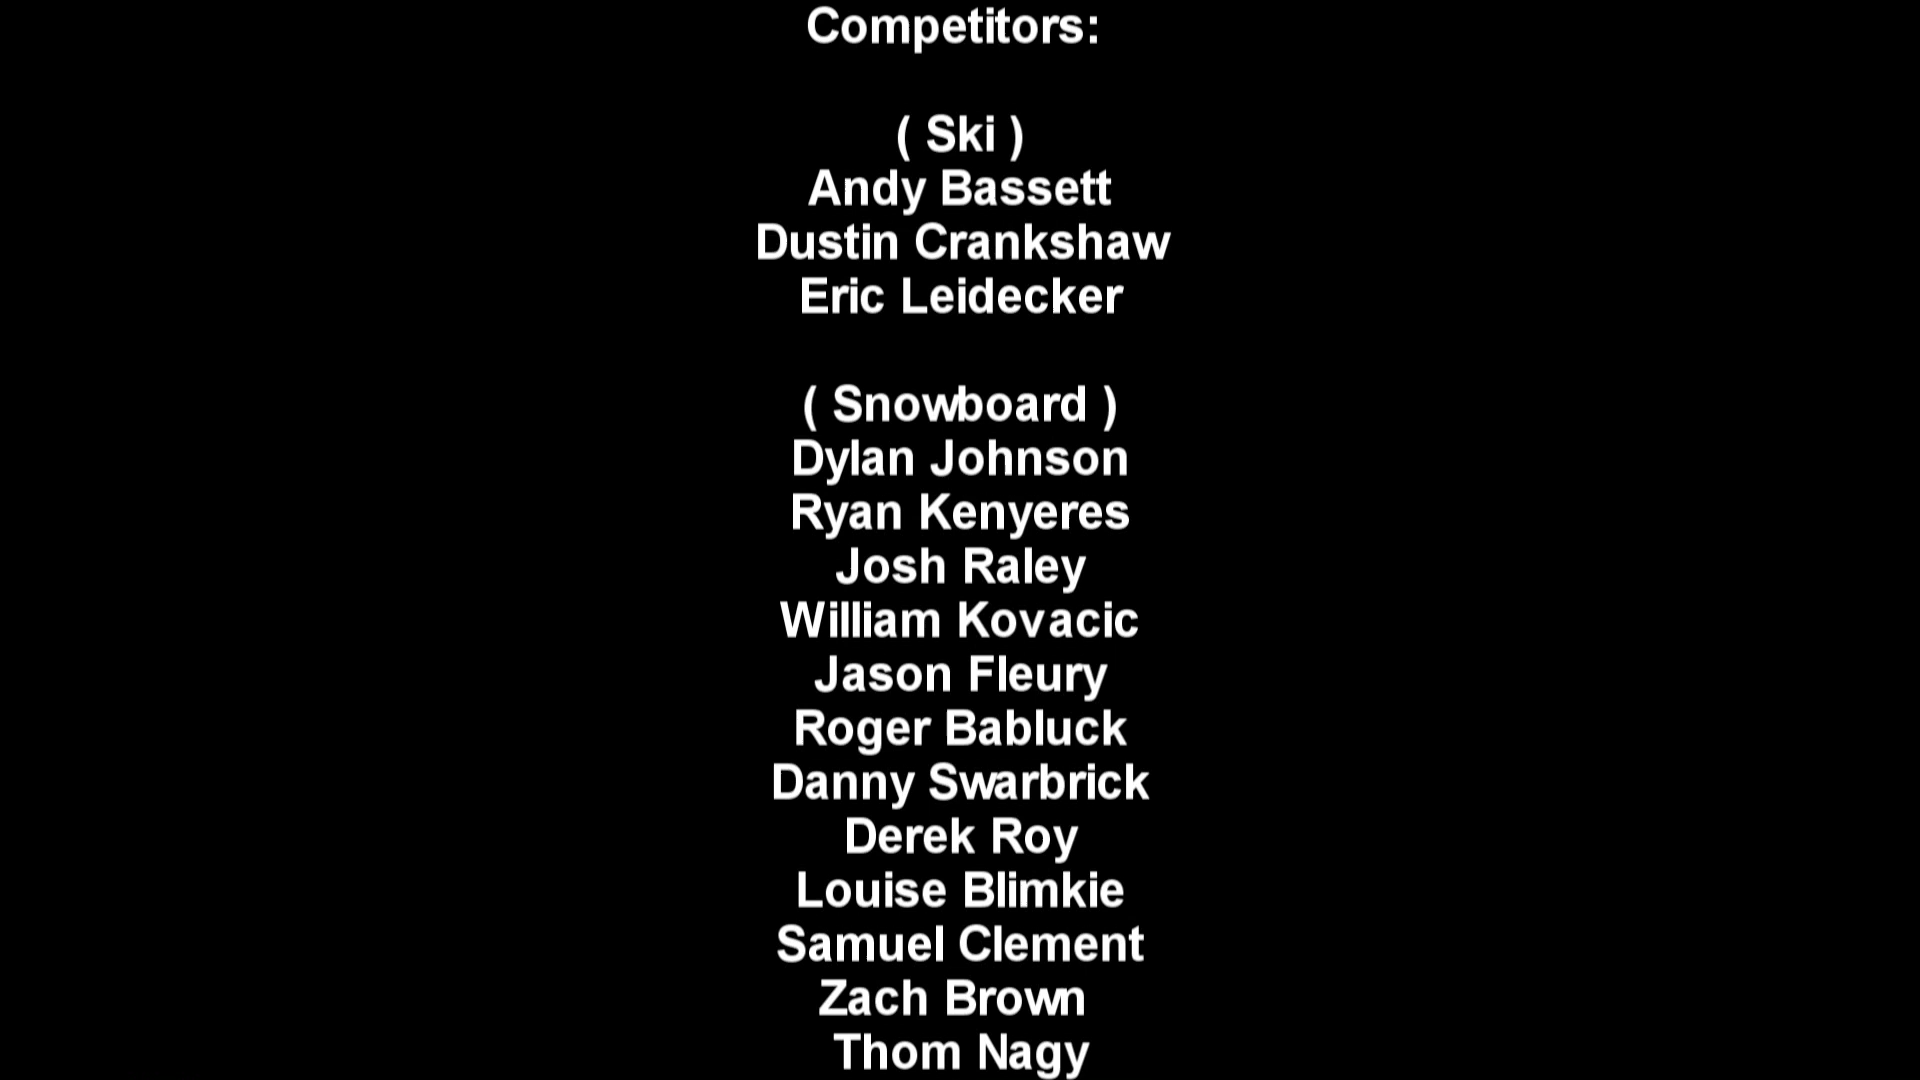 Competitors:
( Ski )
Andy Bassett
Dustin Crankshaw
Eric Leidecker
( Snowboard )
Dylan Johnson
Ryan Kenyeres
Josh Raley
William Kovacic
Jason Fleury
Roger Babluck
Danny Swarbrick
Derek Roy
Louise Blimkie
Samuel Clement
Zach Brown
Thom Nagy